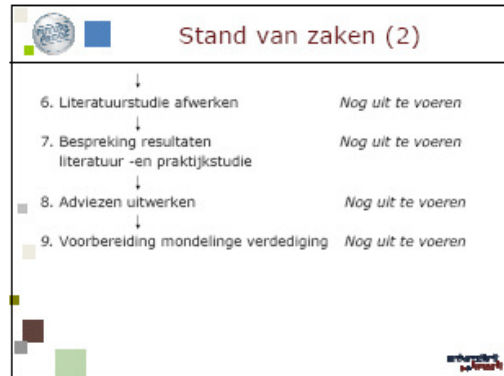 Stand van zaken (2)
6. Literatuurstudie afwerken Nog uit te voeren
7. Bespreking resultaten Nog uit te voeren
literatuur -en praktijkstudie
8. Adviezen uitwerken Nog uit te voeren
9. Voorbereiding mondelinge verdediging Nog uit te voeren